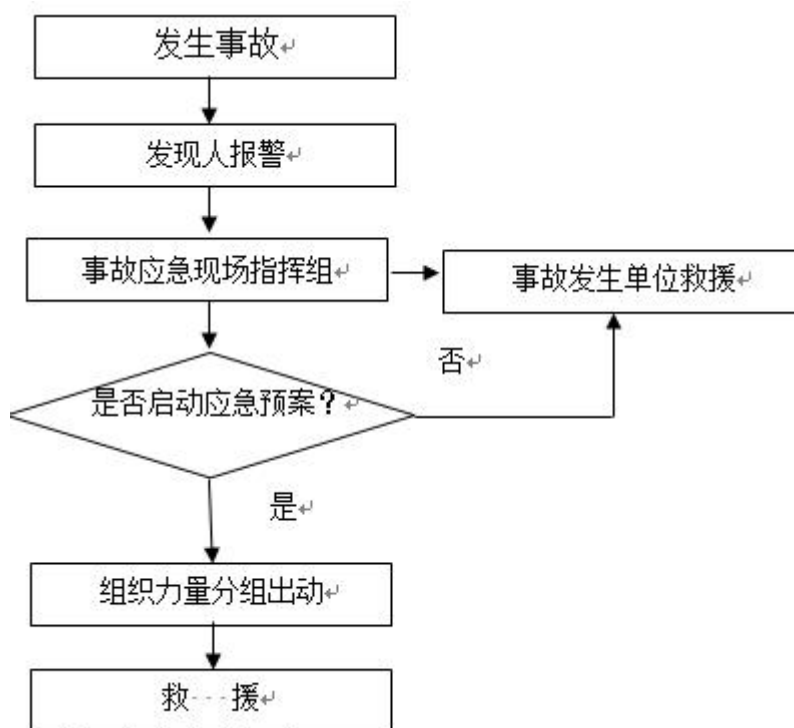 发生事故
发现人报警
事故应急现场指挥组
事故发生单位救援
否
是否启动应急预案？
是
组织力量分组出动
救 援